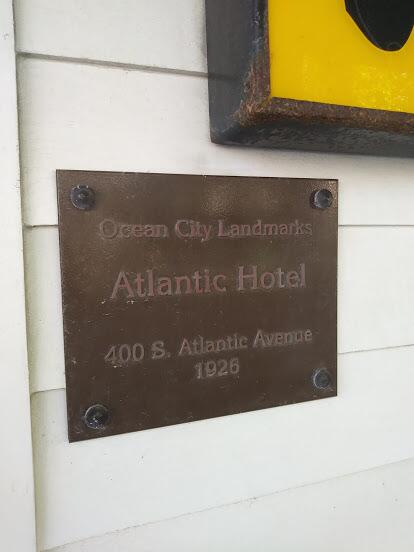 Ocean City Landmarks
Atlantic Hotel
400 S. Atlantic Avenue
1926